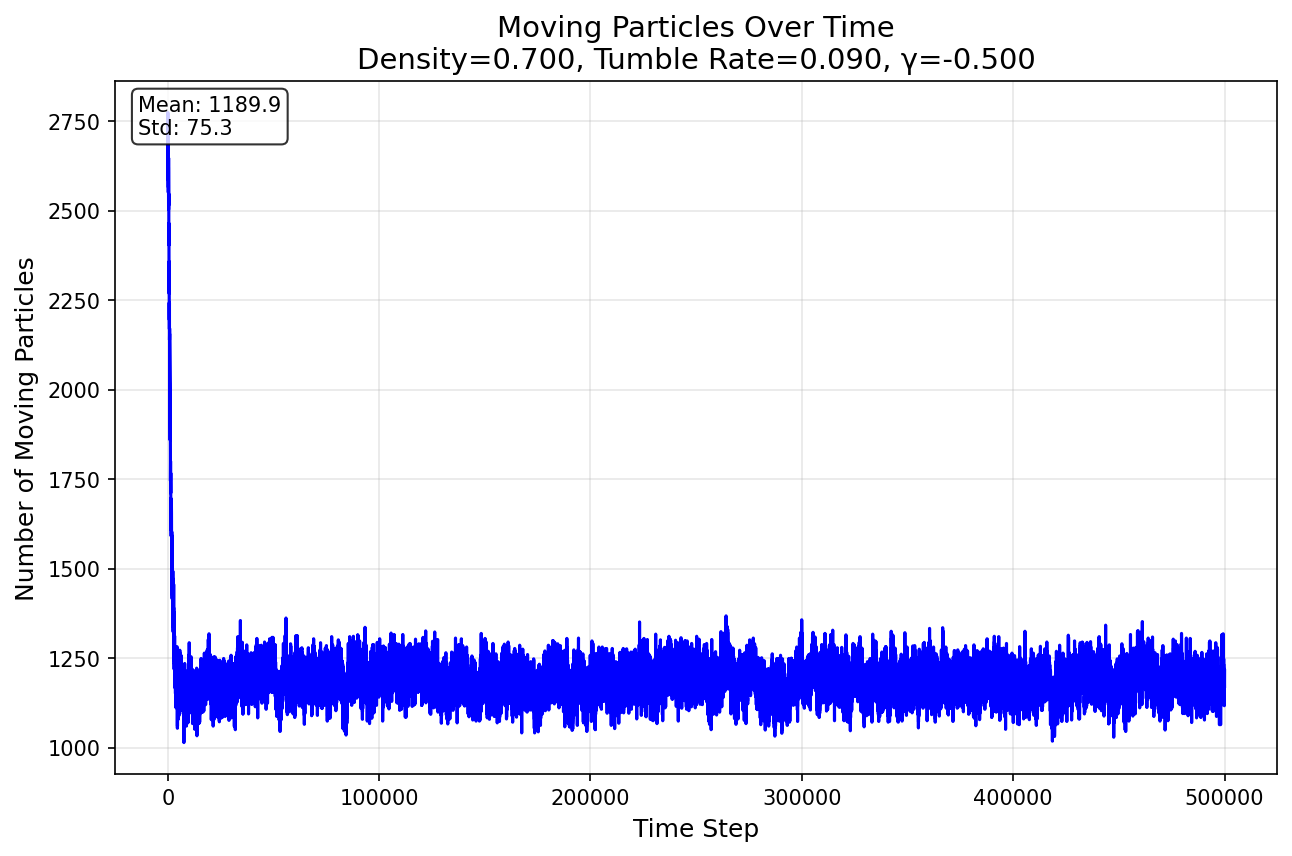 Moving Particles Over Time
Density=0.700, Tumble Rate=0.090, γ=-0.500
Mean: 1189.9
Std: 75.3
Number of Moving Particles
2750
2500
2250
2000
1750
1500
1250
1000
0
100000
200000
300000
400000
500000
Time Step